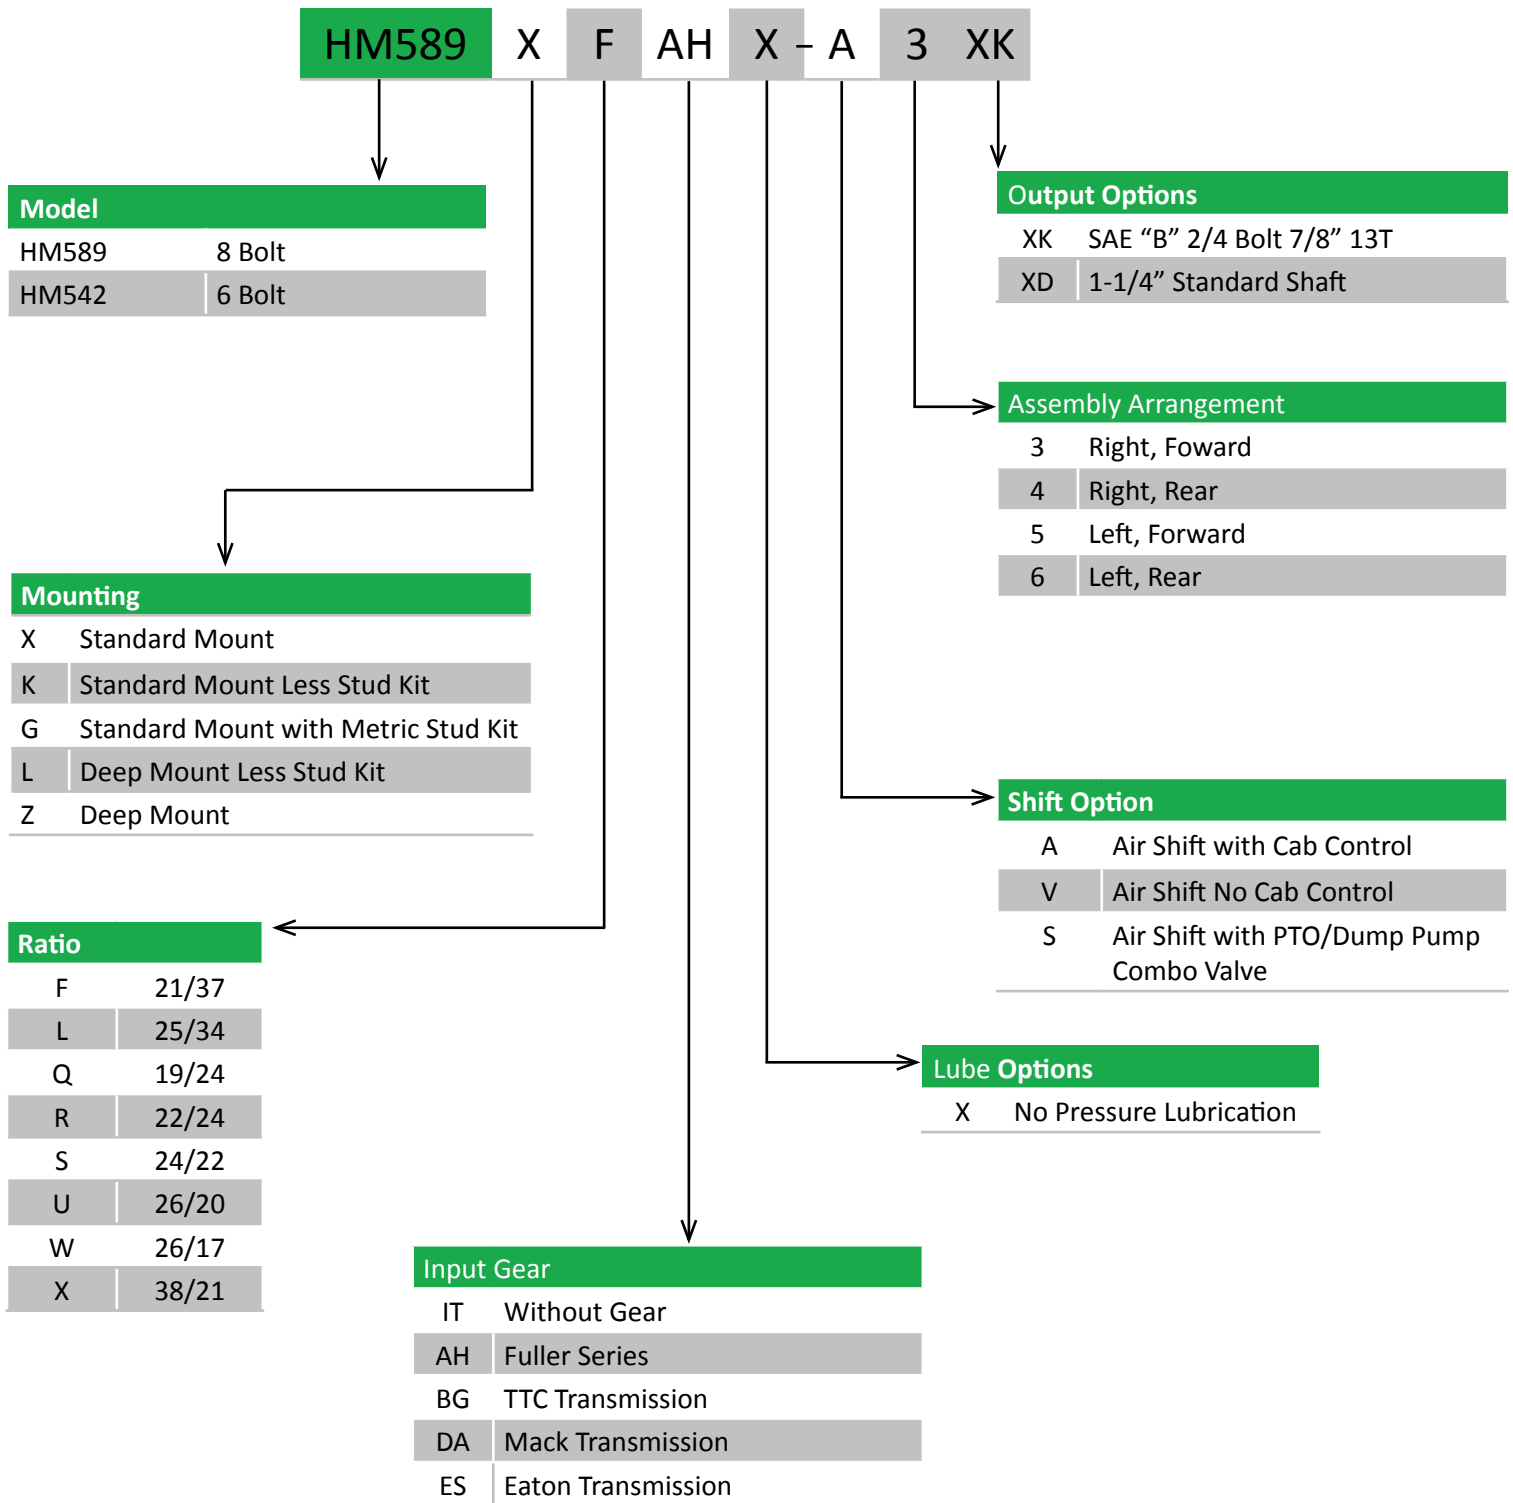 HM589 X F AH X - A 3 XK
Model
HM589 8 Bolt
HM542 6 Bolt
Output Options
XK SAE “B” 2/4 Bolt 7/8” 13T
XD 1-1/4” Standard Shaft
Assembly Arrangement
3 Right, Foward
4 Right, Rear
5 Left, Forward
6 Left, Rear
Mounting
X Standard Mount
K Standard Mount Less Stud Kit
G Standard Mount with Metric Stud Kit
L Deep Mount Less Stud Kit
Z Deep Mount
Shift Option
A Air Shift with Cab Control
V Air Shift No Cab Control
S Air Shift with PTO/Dump Pump
Combo Valve
Ratio
F 21/37
L 25/34
Q 19/24
R 22/24
S 24/22
U 26/20
W 26/17
X 38/21
Lube Options
X No Pressure Lubrication
Input Gear
IT Without Gear
AH Fuller Series
BG TTC Transmission
DA Mack Transmission
ES Eaton Transmission